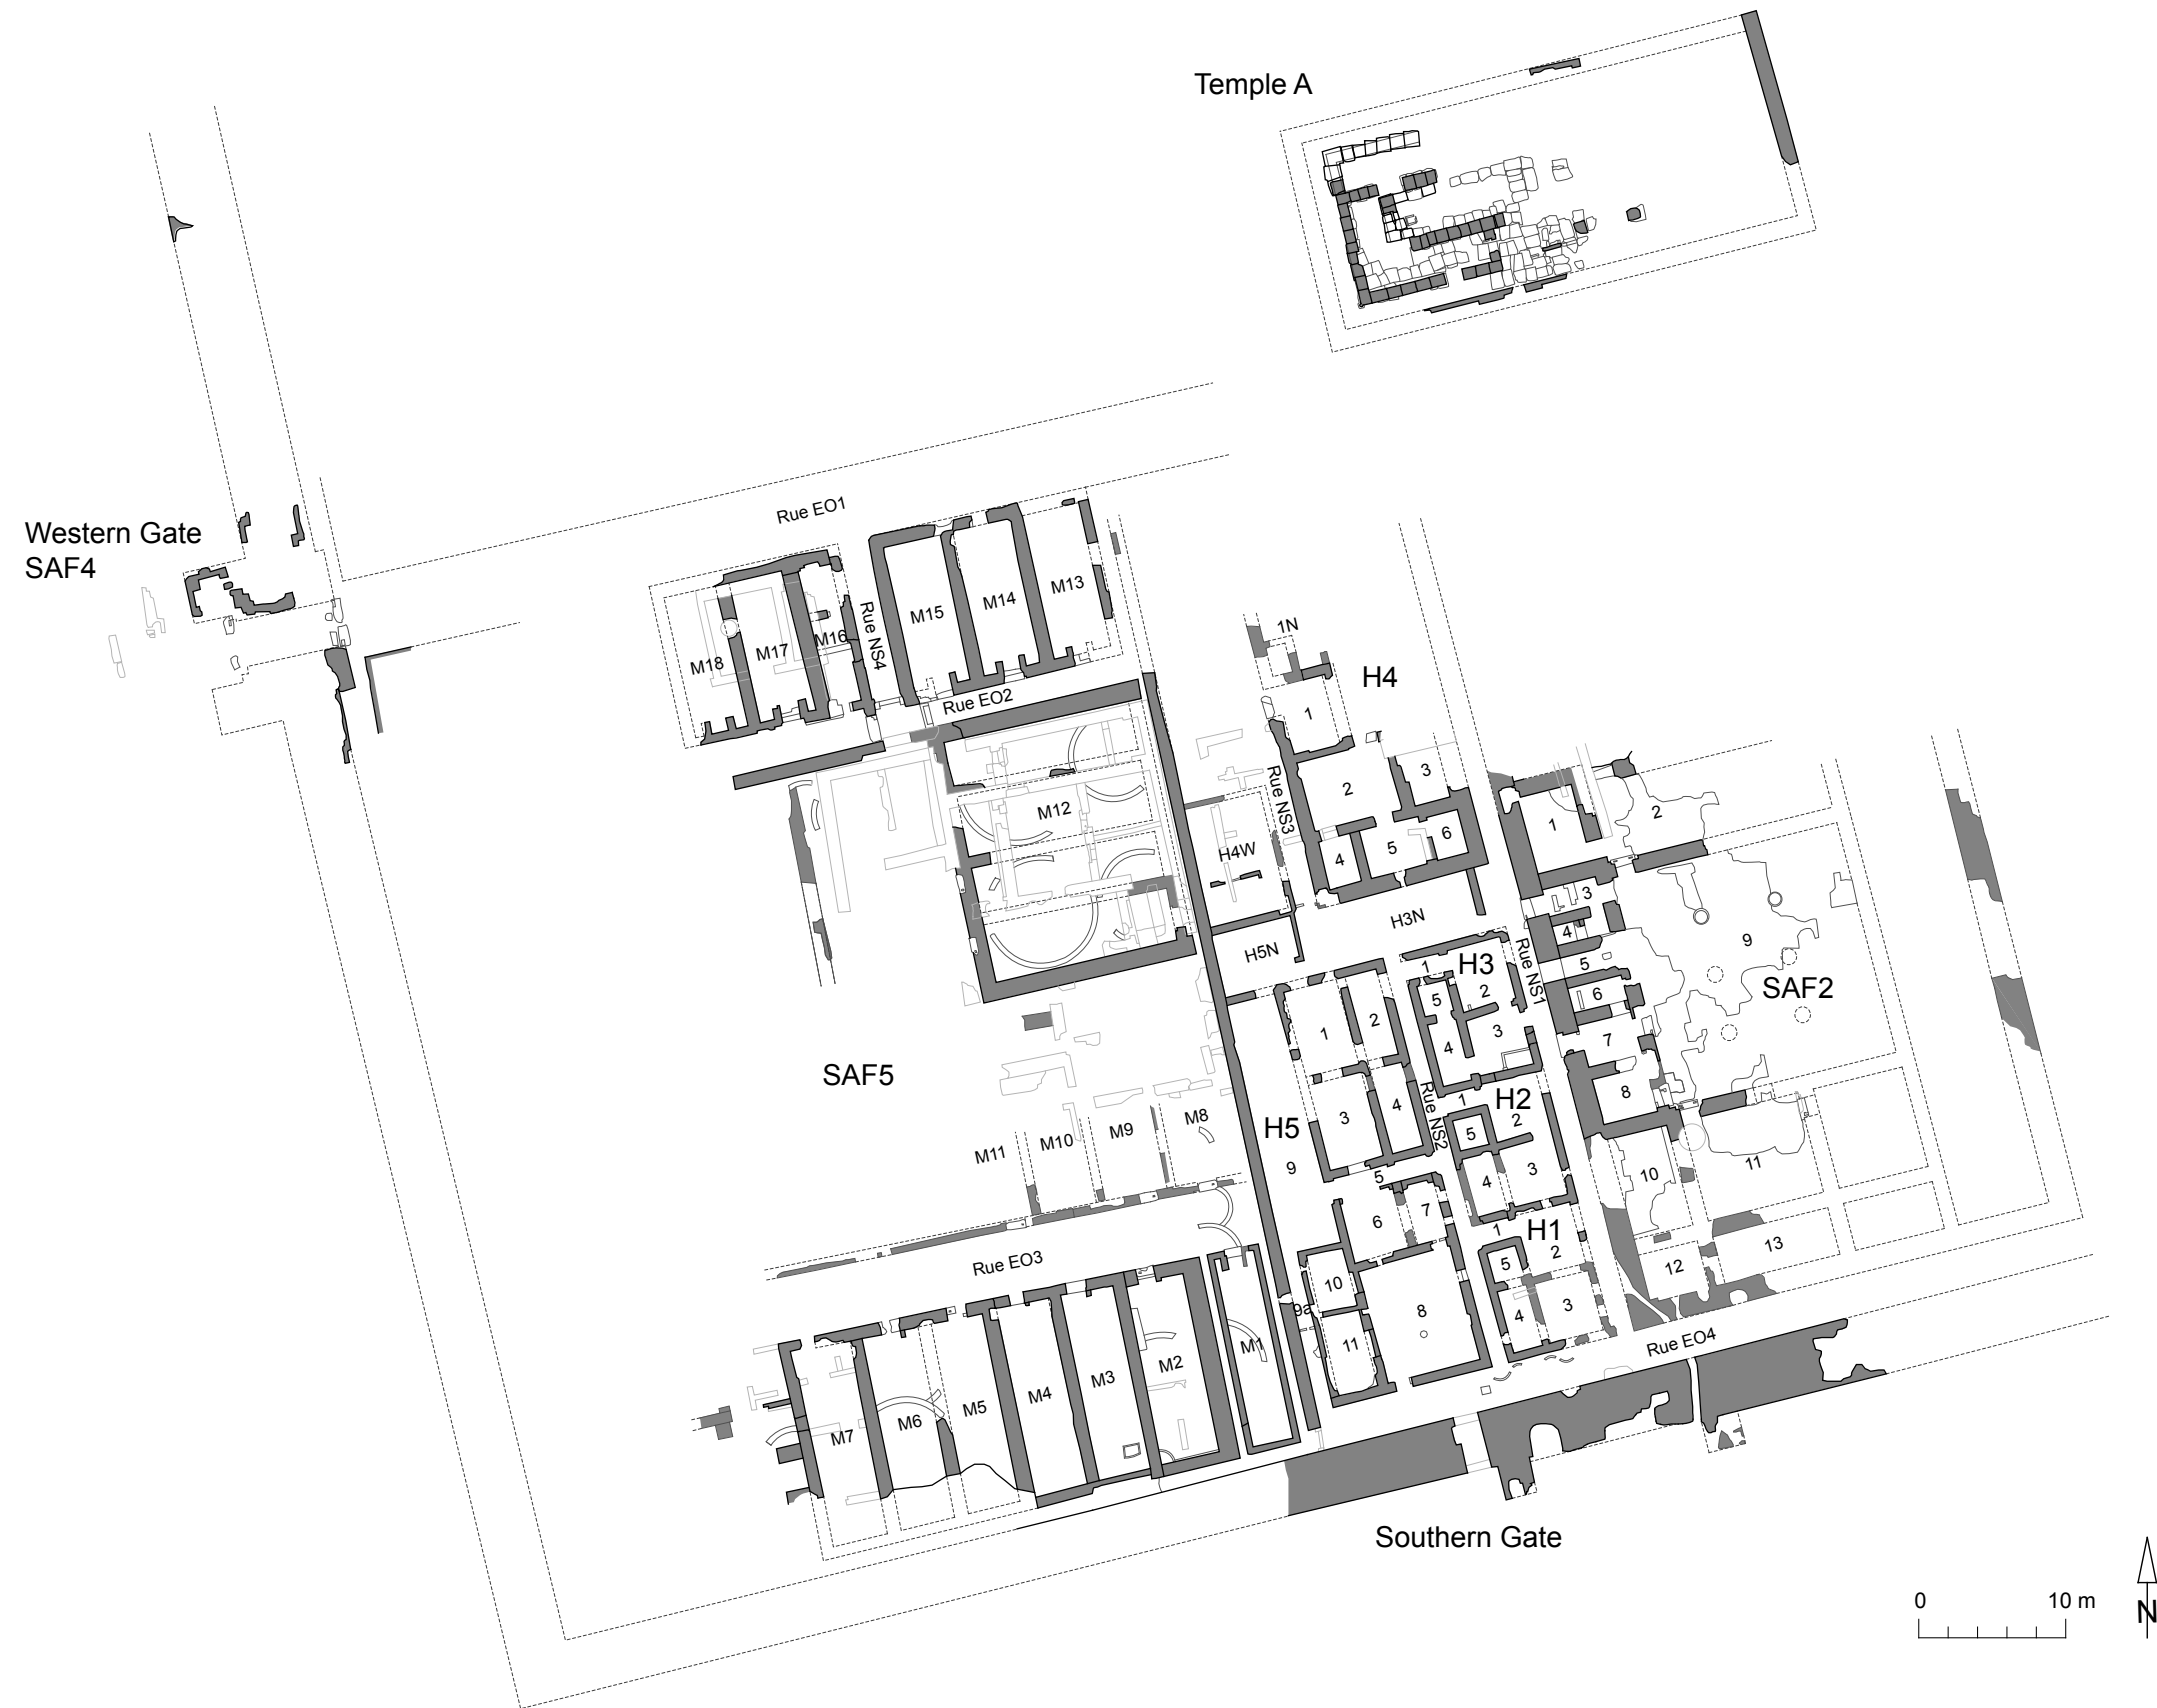 Temple A
Western Gate
SAF4
Rue EO1
M18
M17
M16
Rue NS4
M15
M14
M13
Rue EO2
M12
1N
H4
1
2
3
4
5
6
Rue NS3
H4W
H3N
H5N
1
2
3
4
5
6
7
8
9
10
11
12
13
SAF2
Rue NS1
H3
1
2
3
4
5
H2
1
2
3
4
5
Rue NS2
H1
1
2
3
4
5
H5
1
2
3
4
5
6
7
8
9
9a
10
11
SAF5
M11
M10
M9
M8
Rue EO3
M7
M6
M5
M4
M3
M2
M1
Rue EO4
Southern Gate
0 10 m
N